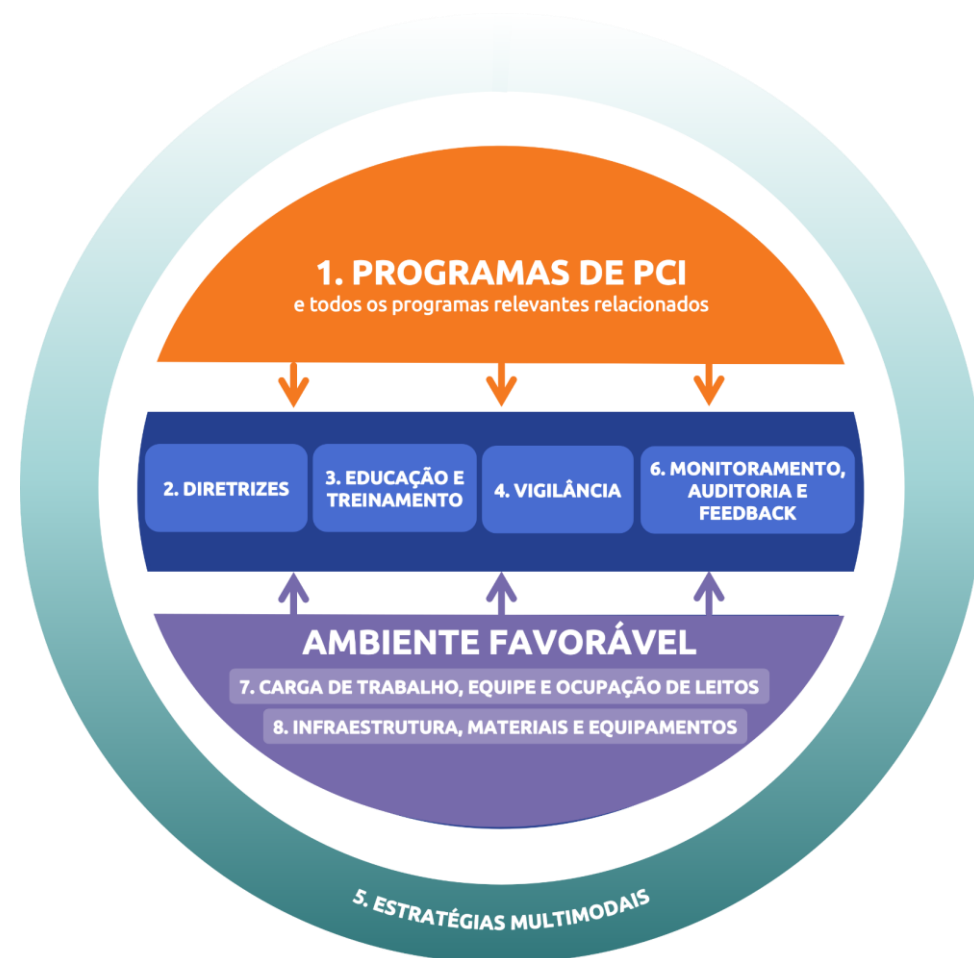 1. PROGRAMAS DE PCI
e todos os programas relevantes relacionados
2. DIRETRIZES
3. EDUCAÇÃO E
TREINAMENTO
4. VIGILÂNCIA
6. MONITORAMENTO,
AUDITORIA E
FEEDBACK
AMBIENTE FAVORÁVEL
7. CARGA DE TRABALHO, EQUIPE E OCUPAÇÃO DE LEITOS
8. INFRAESTRUTURA, MATERIAIS E EQUIPAMENTOS
5. ESTRATÉGIAS MULTIMODAIS